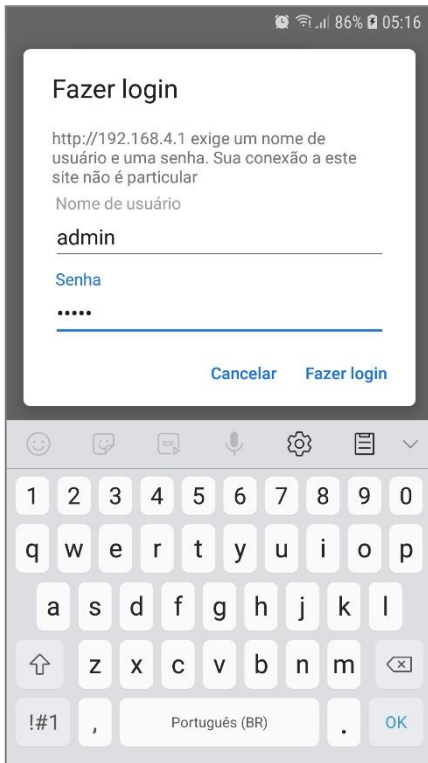 86% 05:16
Fazer login
http://192.168.4.1 exige um nome de
usuário e uma senha. Sua conexão a este
site não é particular
Nome de usuário
admin
Senha
•••••
Cancelar Fazer login
GIF
1 2 3 4 5 6 7 8 9 0
q w e r t y u i o p
a s d f g h j k l
z x c v b n m
!#1 , Português (BR) . OK